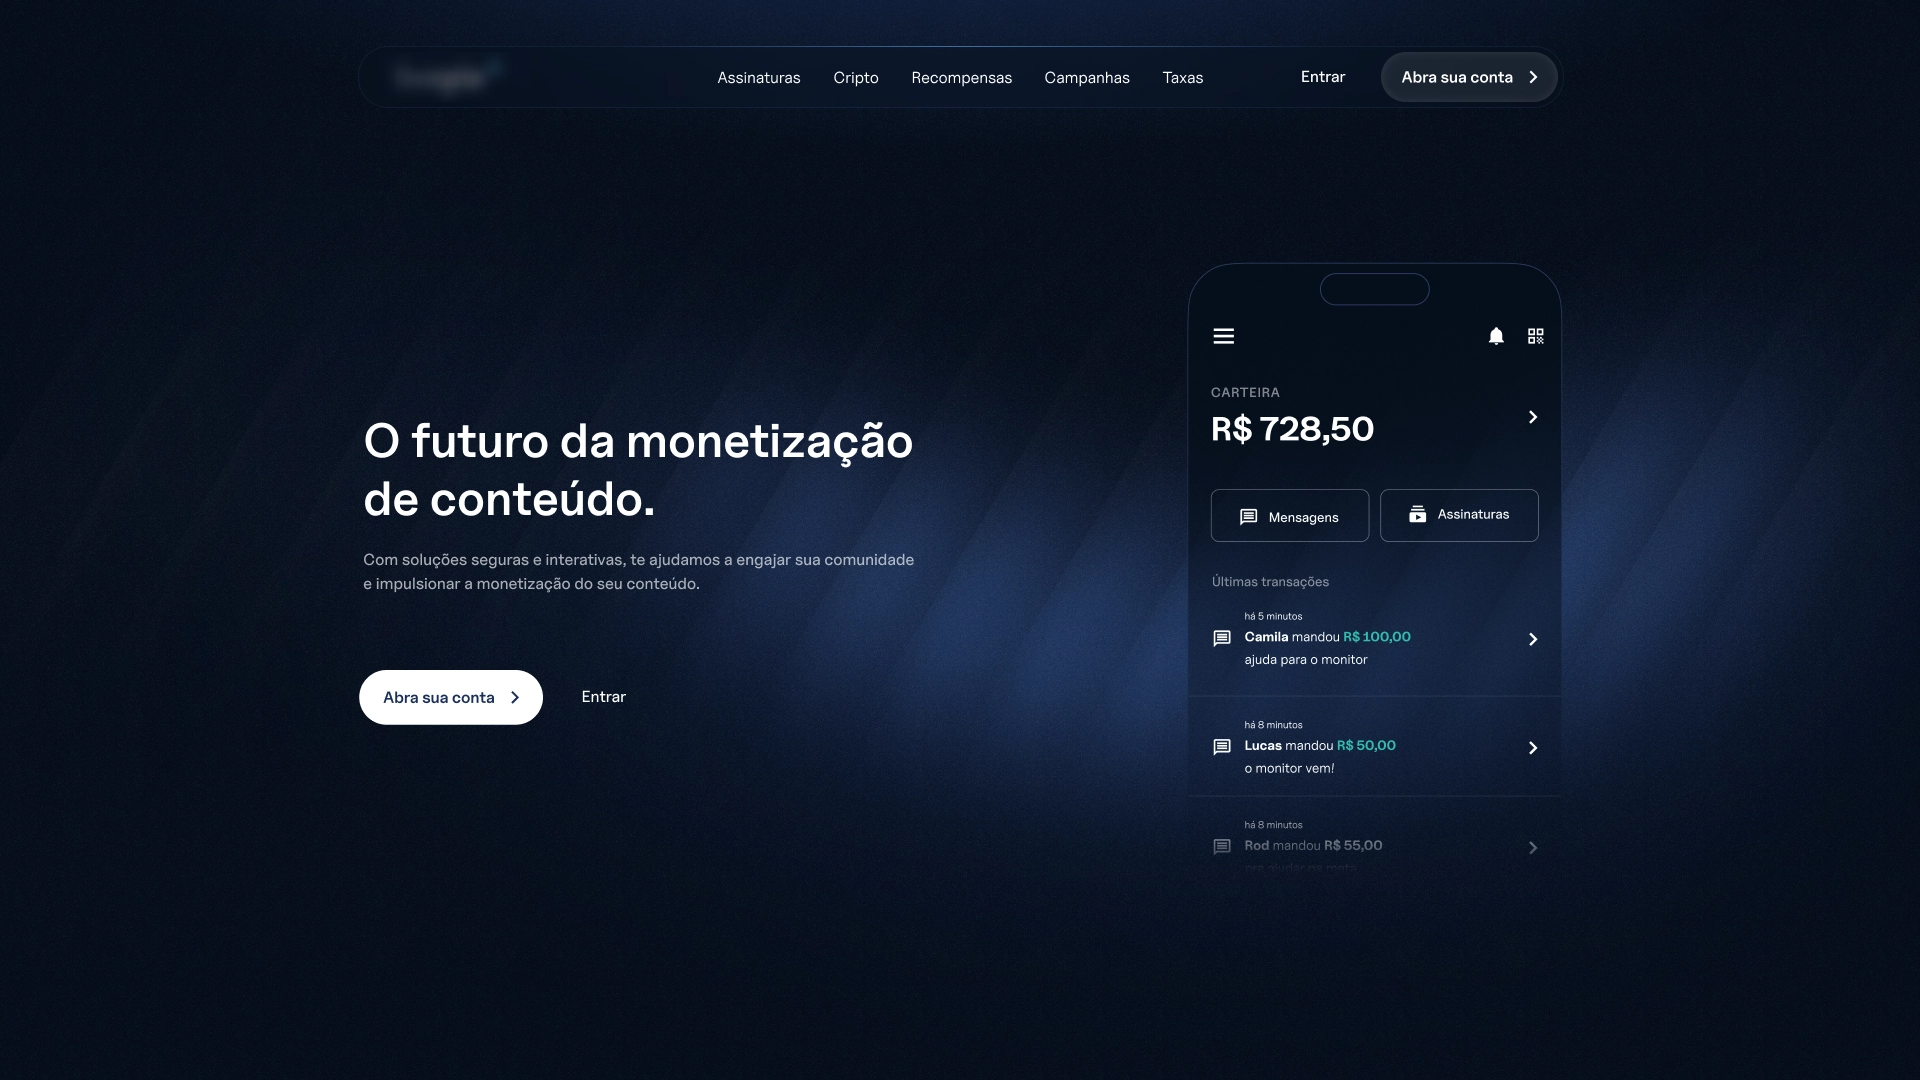 Assinaturas
Cripto
Recompensas
Campanhas
Taxas
Entrar
Abra sua conta
O futuro da monetização
de conteúdo.
Com soluções seguras e interativas, te ajudamos a engajar sua comunidade
e impulsionar a monetização do seu conteúdo.
Abra sua conta
Entrar
CARTEIRA
R$ 728,50
Mensagens
Assinaturas
Últimas transações
há 5 minutos
Camila mandou R$ 100,00
ajuda para o monitor
há 8 minutos
Lucas mandou R$ 50,00
o monitor vem!
há 8 minutos
Rod mandou R$ 55,00